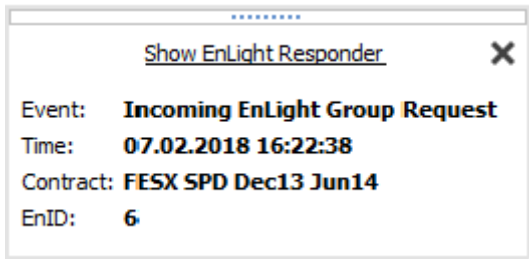 Show EnLight Responder
Event: Incoming EnLight Group Request
Time: 07.02.2018 16:22:38
Contract: FESX SPD Dec13 Jun14
EnID: 6